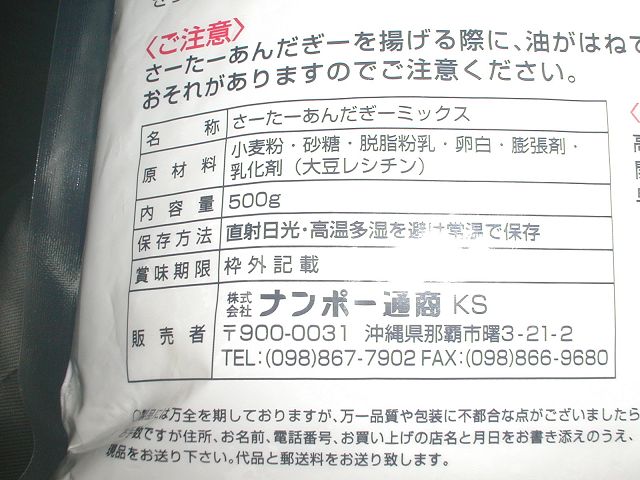 〈ご注意〉
さーたーあんだぎーを揚げる際に、油がはねて
おそれがありますのでご注意ください。
名称 さーたーあんだぎーミックス
原材料 小麦粉・砂糖・脱脂粉乳・卵白・膨張剤・
乳化剤（大豆レシチン）
内容量 500g
保存方法 直射日光・高温多湿を避け常温で保存
賞味期限 枠外記載
販売者 株式会社 ナンポー通商 KS
〒900-0031 沖縄県那覇市曙3-21-2
TEL:(098)867-7902 FAX:(098)866-9680
製品には万全を期しておりますが、万一品質や包装に不都合な点がございましたら
数ですが住所、お名前、電話番号、お買い上げの店名と月日をお書き添えのうえ、
現品をお送り下さい。代品と郵送料をお送り致します。